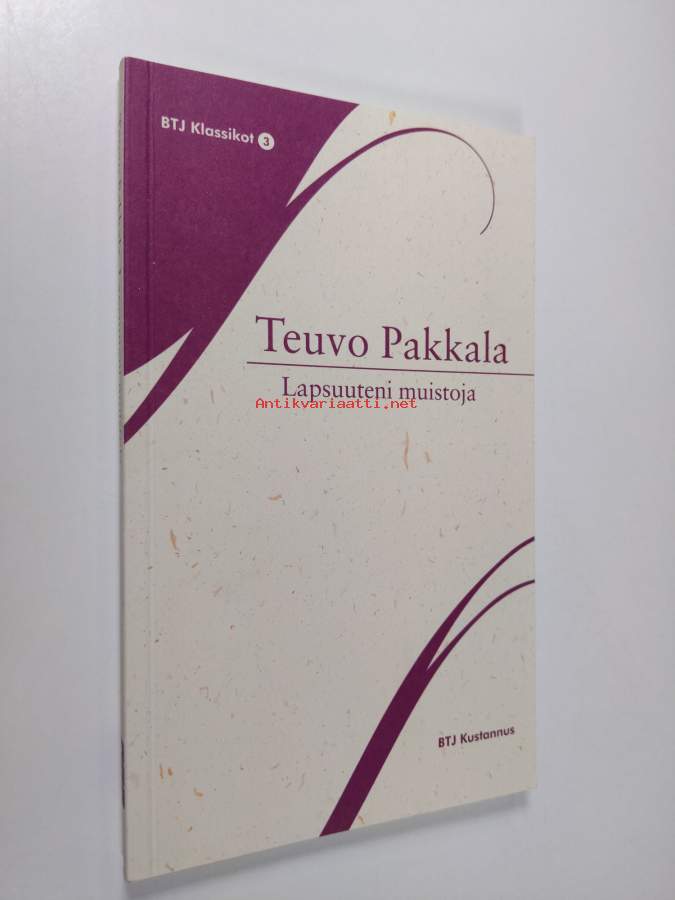 BTJ Klassikot 3
Teuvo Pakkala
Lapsuuteni muistoja
Antikvariaatti.net
BTJ Kustannus